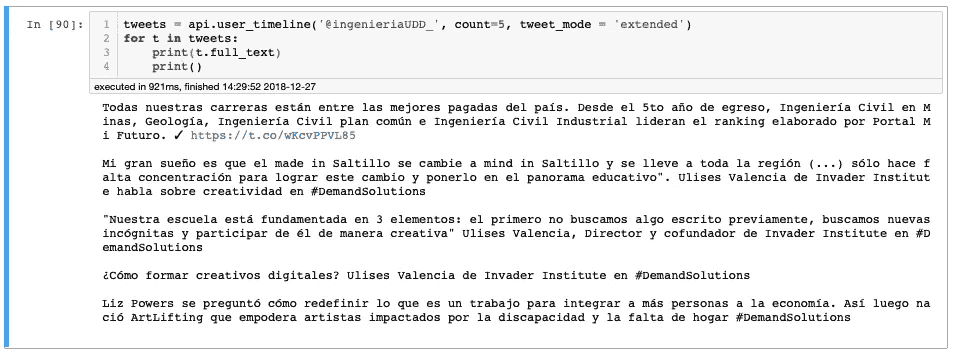 In [90]:
1 tweets = api.user_timeline('@ingenieriaUDD_', count=5, tweet_mode = 'extended')
2 for t in tweets:
3     print(t.full_text)
4     print()
executed in 921ms, finished 14:29:52 2018-12-27
Todas nuestras carreras están entre las mejores pagadas del país. Desde el 5to año de egreso, Ingeniería Civil en M
inas, Geología, Ingeniería Civil plan común e Ingeniería Civil Industrial lideran el ranking elaborado por Portal M
i Futuro. ✓ https://t.co/wKcvPPVL85
Mi gran sueño es que el made in Saltillo se cambie a mind in Saltillo y se lleve a toda la región (...) sólo hace f
alta concentración para lograr este cambio y ponerlo en el panorama educativo". Ulises Valencia de Invader Institut
e habla sobre creatividad en #DemandSolutions
"Nuestra escuela está fundamentada en 3 elementos: el primero no buscamos algo escrito previamente, buscamos nuevas
incógnitas y participar de él de manera creativa" Ulises Valencia, Director y cofundador de Invader Institute en #D
emandSolutions
¿Cómo formar creativos digitales? Ulises Valencia de Invader Institute en #DemandSolutions
Liz Powers se preguntó cómo redefinir lo que es un trabajo para integrar a más personas a la economía. Así luego na
ció ArtLifting que empodera artistas impactados por la discapacidad y la falta de hogar #DemandSolutions